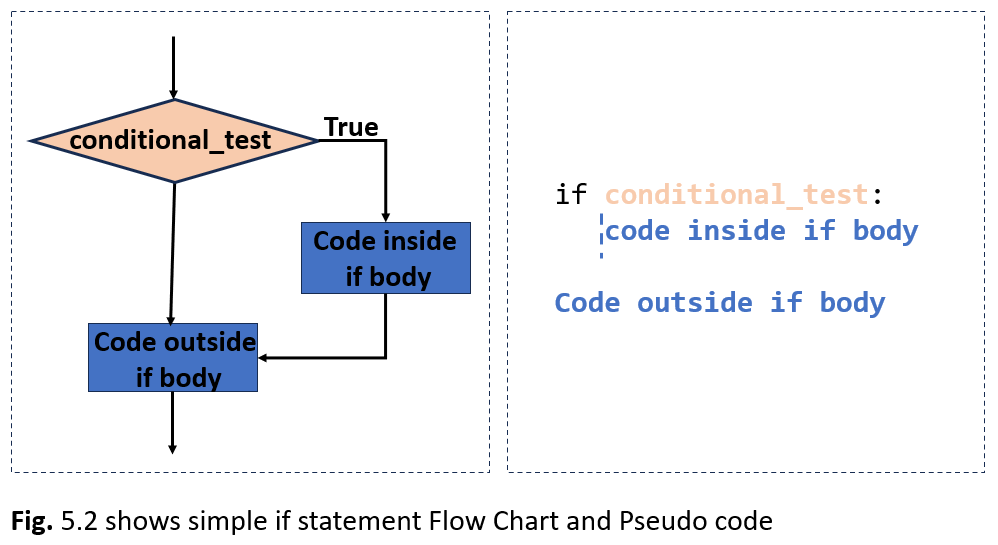 conditional_test
True
Code inside
if body
Code outside
if body
if conditional_test:
code inside if body
Code outside if body
Fig. 5.2 shows simple if statement Flow Chart and Pseudo code